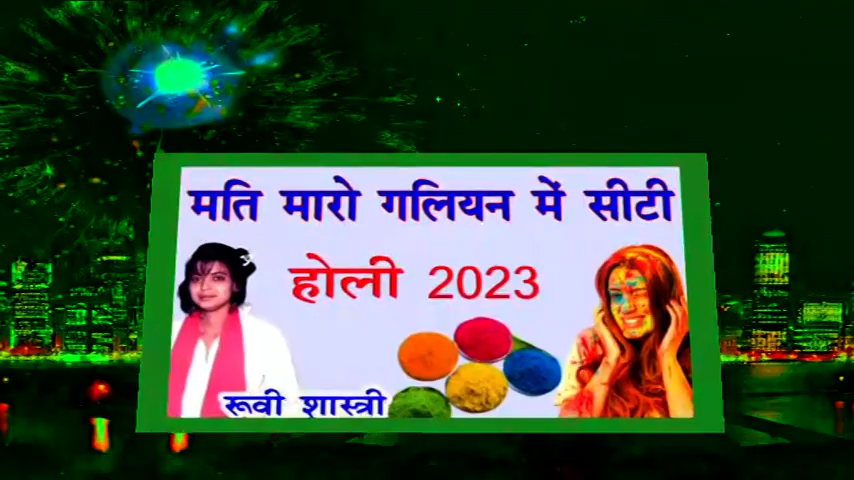 मति मारो गलियन में सीटी
होली 2023
रूवी शास्त्री